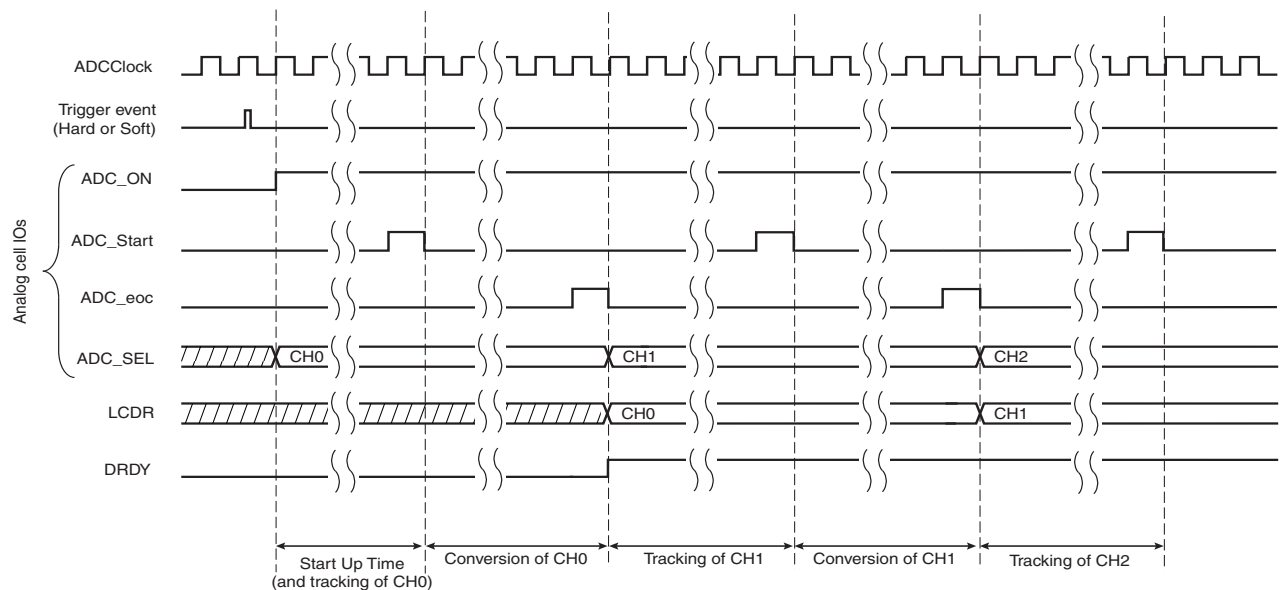 ADCClock
Trigger event
(Hard or Soft)
Analog cell IOs
ADC_ON
ADC_Start
ADC_eoc
ADC_SEL
CH0
CH1
CH2
LCDR
CH0
CH1
DRDY
Start Up Time
(and tracking of CH0)
Conversion of CH0
Tracking of CH1
Conversion of CH1
Tracking of CH2